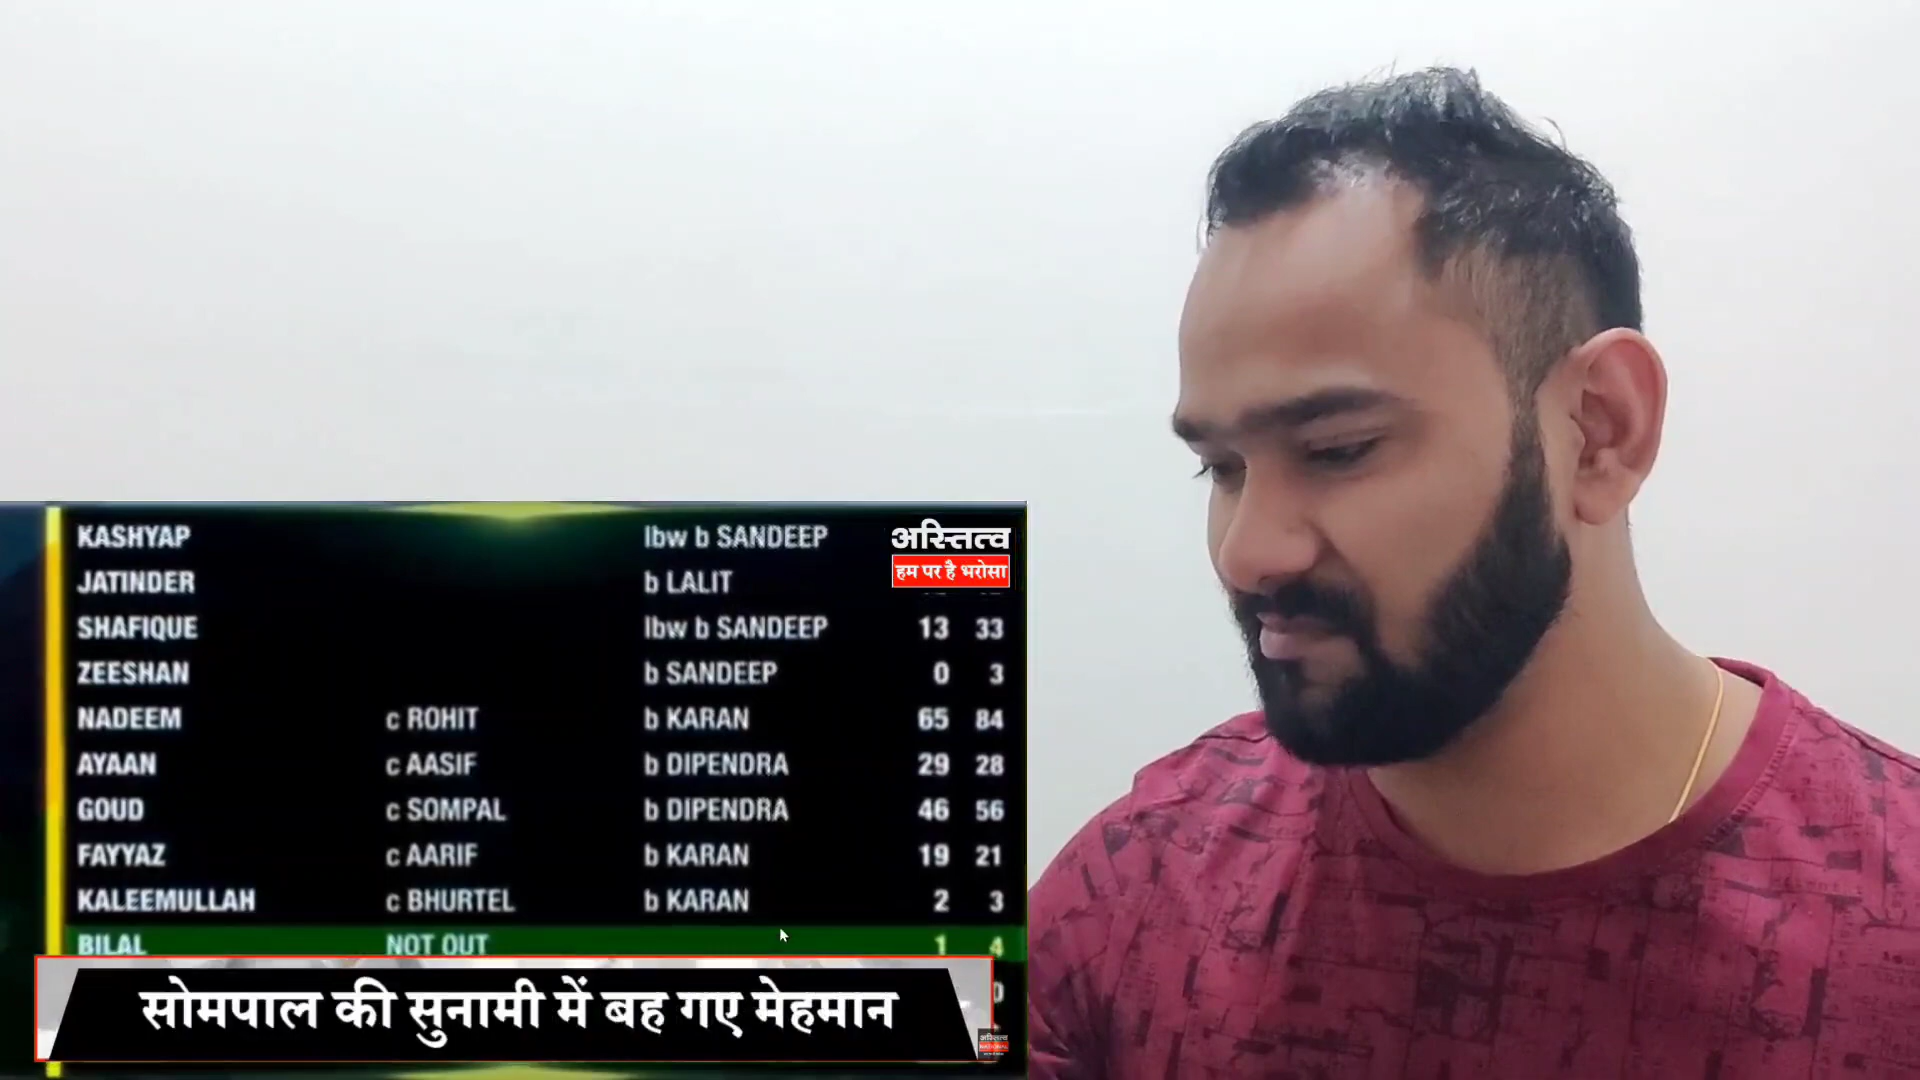 KASHYAP lbw b SANDEEP
JATINDER b LALIT
SHAFIQUE lbw b SANDEEP 13 33
ZEESHAN b SANDEEP 0 3
NADEEM c ROHIT b KARAN 65 84
AYAAN c AASIF b DIPENDRA 29 28
GOUD c SOMPAL b DIPENDRA 46 56
FAYYAZ c AARIF b KARAN 19 21
KALEEMULLAH c BHURTEL b KARAN 2 3
BILAL NOT OUT 1 4
अस्तित्व
हम पर है भरोसा
सोमपाल की सुनामी में बह गए मेहमान
अस्तित्व